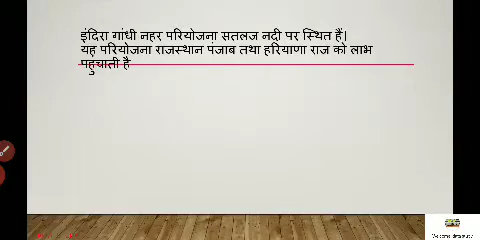 इंदिरा गांधी नहर परियोजना सतलज नदी पर स्थित हैं।
यह परियोजना राजस्थान पंजाब तथा हरियाणा राज को लाभ
पहुचाती है